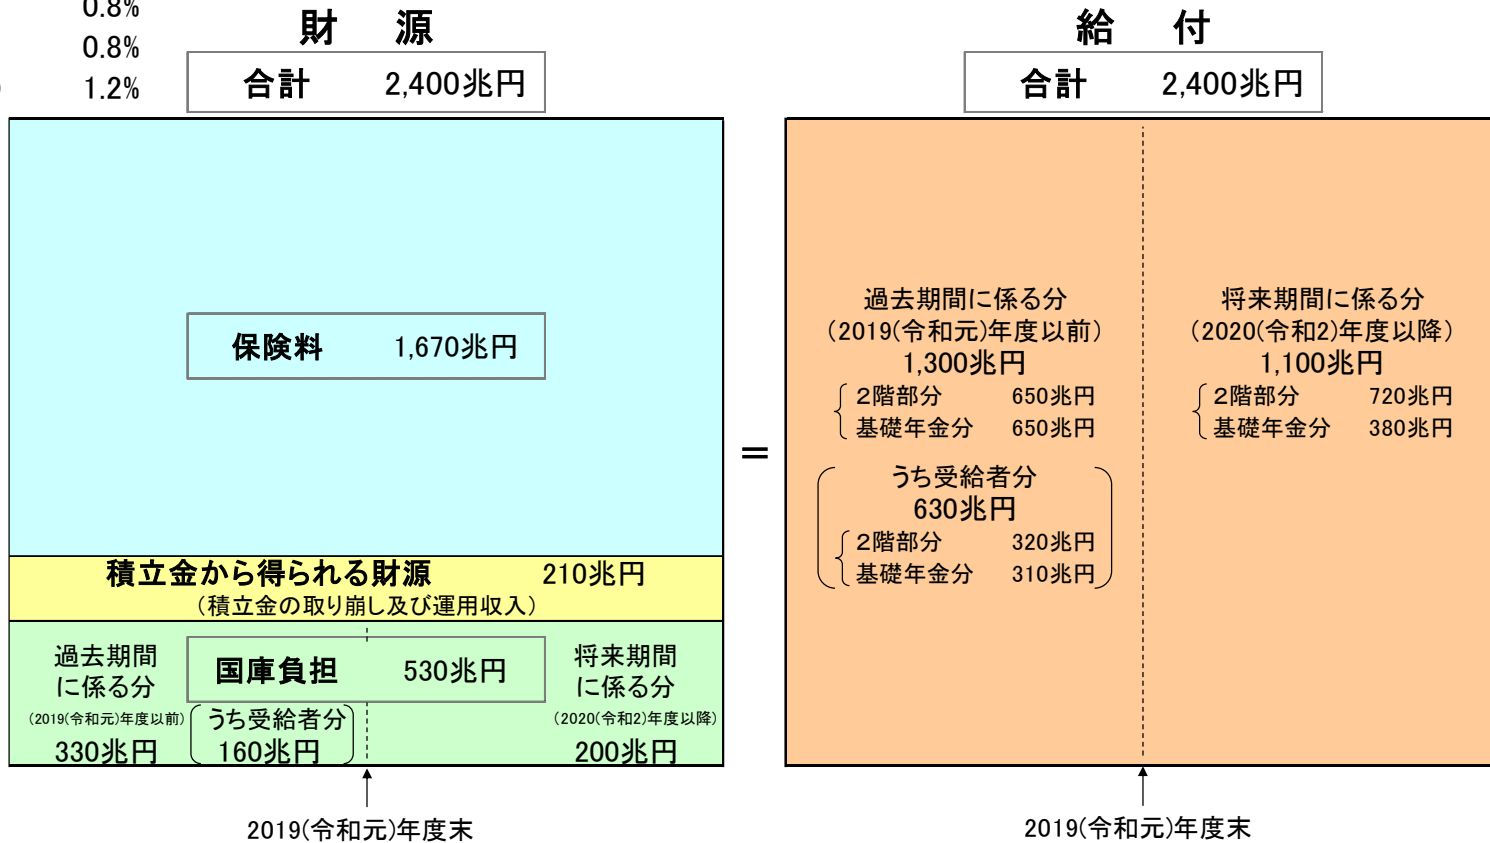 0.8%
0.8%
1.2%
財　源
合計　2,400兆円
保険料　1,670兆円
積立金から得られる財源　210兆円
（積立金の取り崩し及び運用収入）
過去期間
に係る分
（2019(令和元)年度以前）
330兆円
国庫負担　530兆円
うち受給者分
160兆円
将来期間
に係る分
（2020(令和2)年度以降）
200兆円
2019(令和元)年度末
＝
給　付
合計　2,400兆円
過去期間に係る分
（2019(令和元)年度以前）
1,300兆円
２階部分　650兆円
基礎年金分　650兆円
うち受給者分
630兆円
２階部分　320兆円
基礎年金分　310兆円
将来期間に係る分
（2020(令和2)年度以降）
1,100兆円
２階部分　720兆円
基礎年金分　380兆円
2019(令和元)年度末